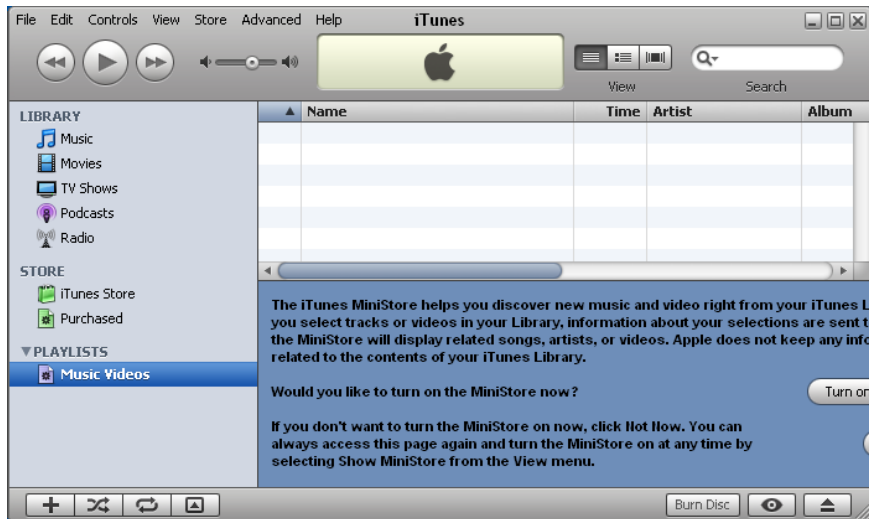 File Edit Controls View Store Advanced Help iTunes
View Search
LIBRARY
Music
Movies
TV Shows
Podcasts
Radio
STORE
iTunes Store
Purchased
PLAYLISTS
Music Videos
Name Time Artist Album
The iTunes MiniStore helps you discover new music and video right from your iTunes L
you select tracks or videos in your Library, information about your selections are sent t
the MiniStore will display related songs, artists, or videos. Apple does not keep any info
related to the contents of your iTunes Library.
Would you like to turn on the MiniStore now?
Turn on
If you don't want to turn the MiniStore on now, click Not Now. You can
always access this page again and turn the MiniStore on at any time by
selecting Show MiniStore from the View menu.
Burn Disc